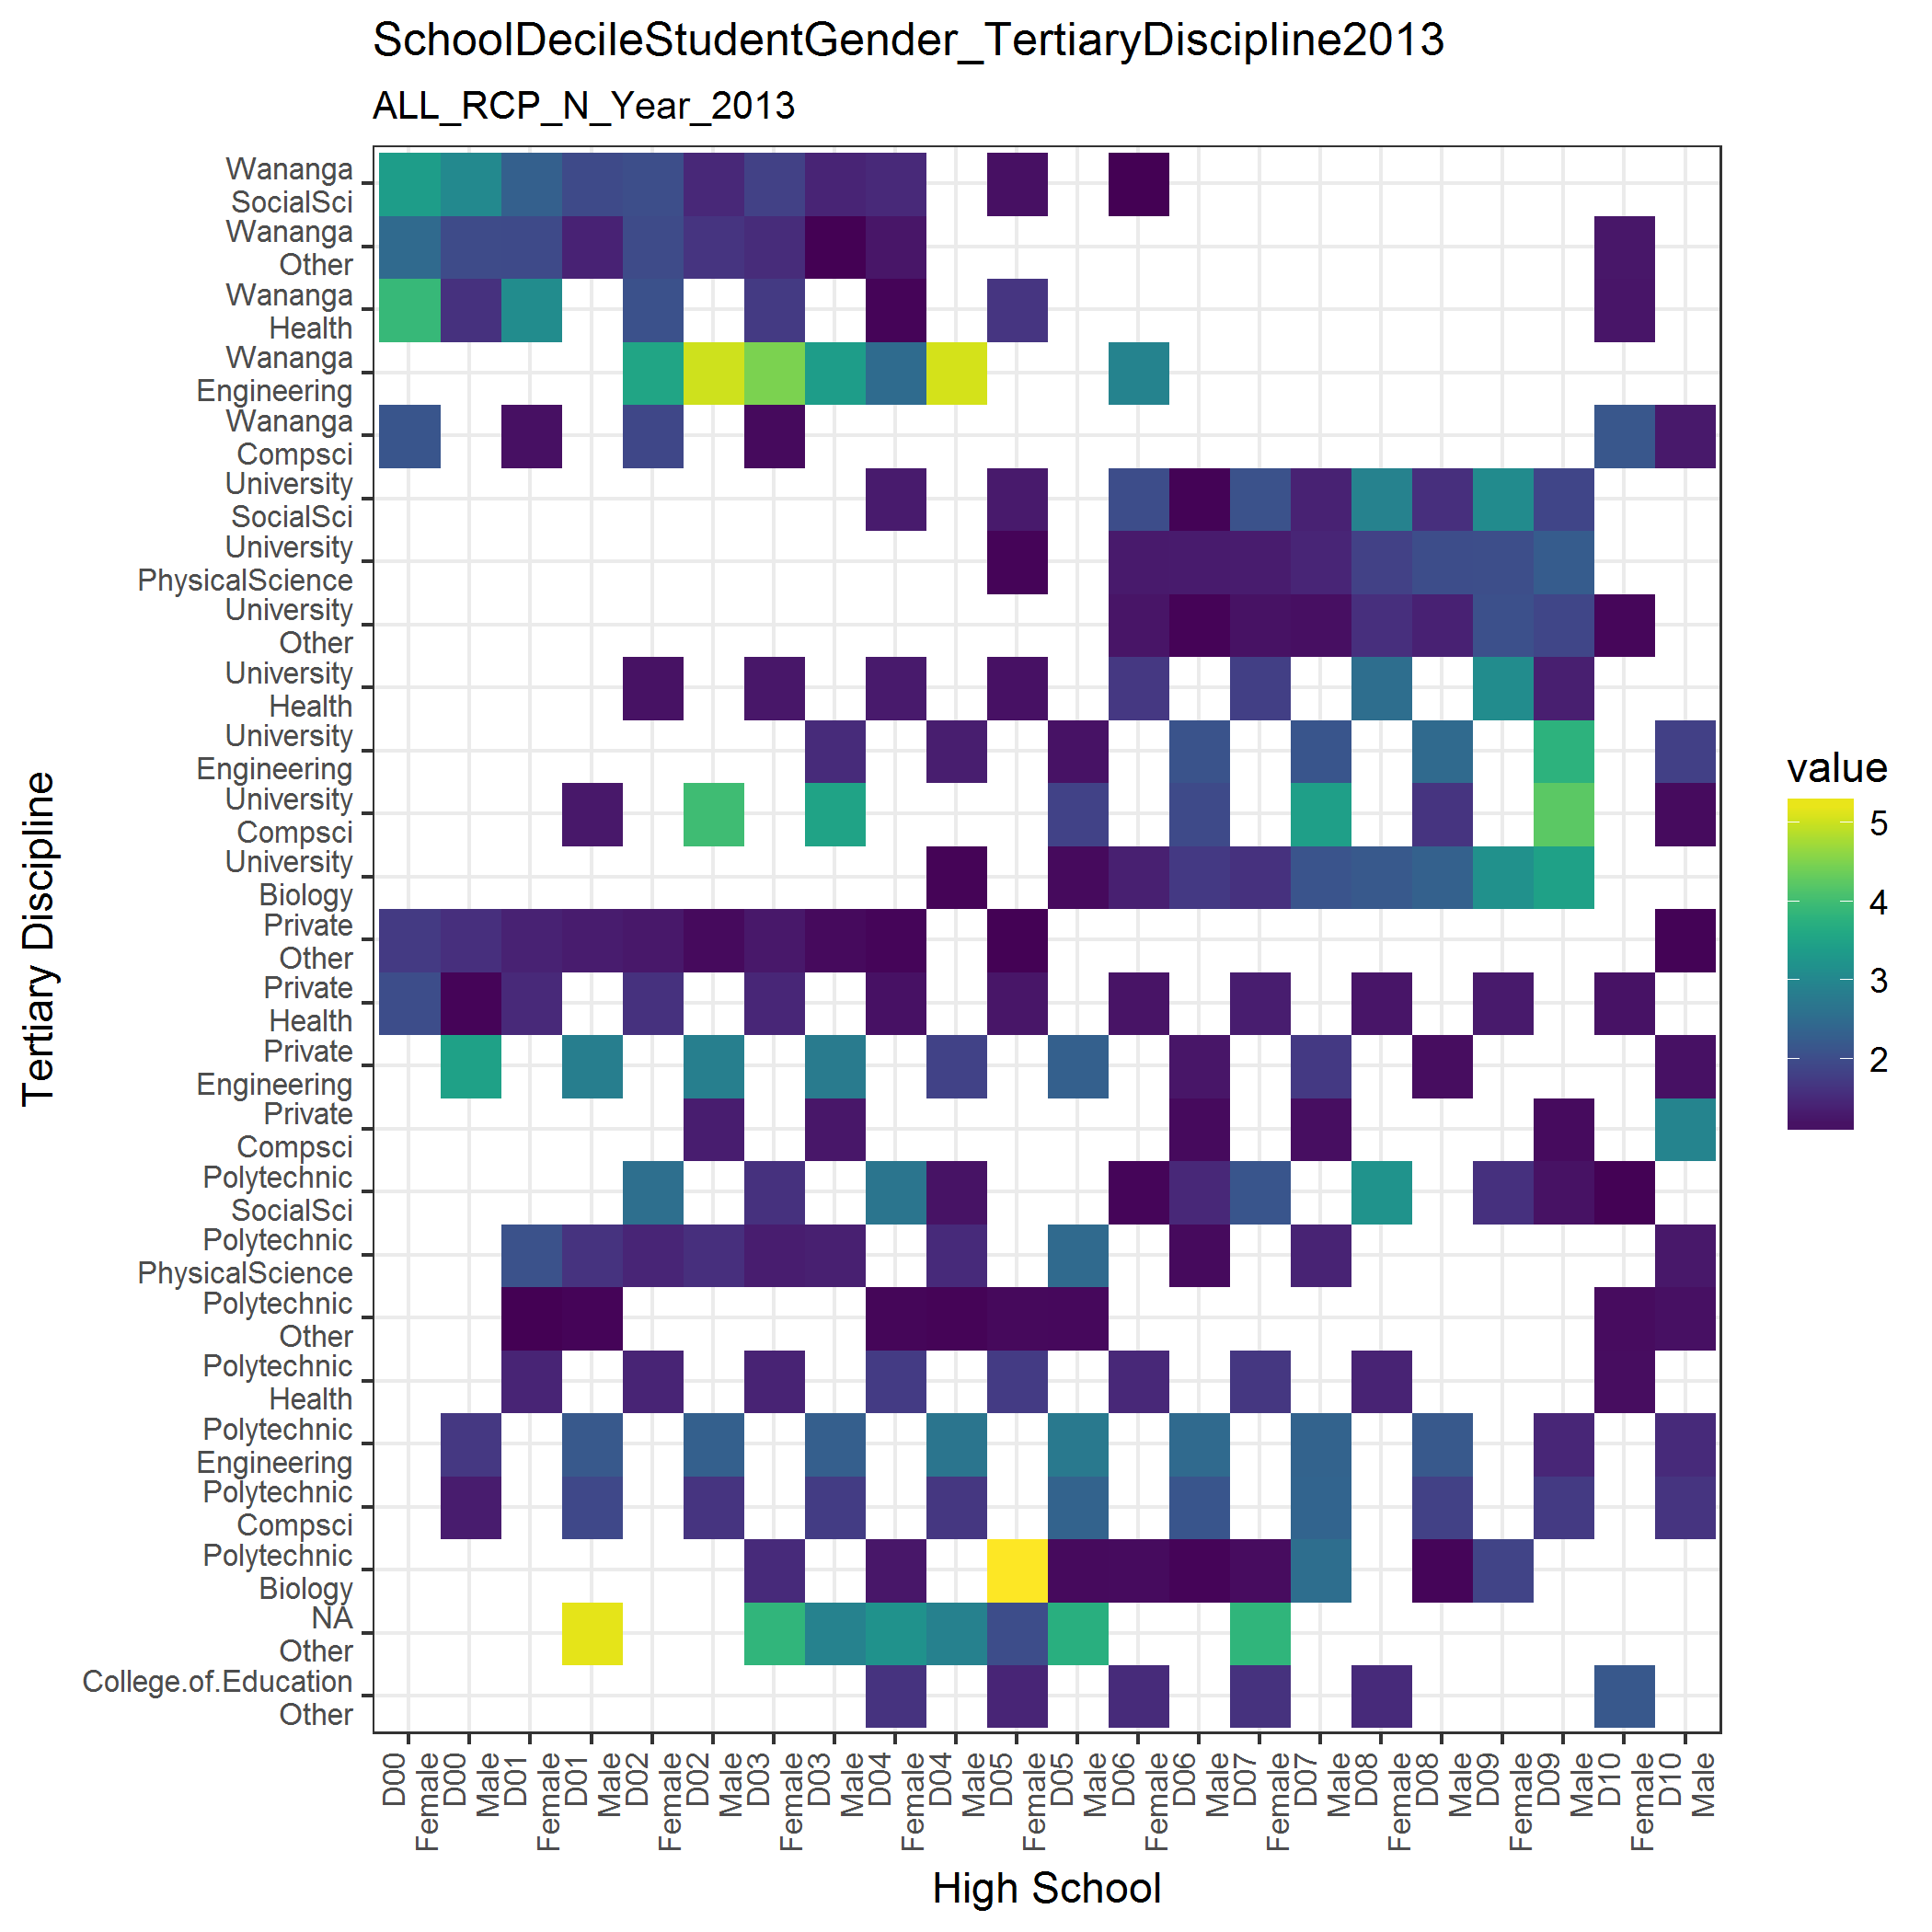 SchoolDecileStudentGender_TertiaryDiscipline2013
ALL_RCP_N_Year_2013
Tertiary Discipline
Wananga
SocialSci
Wananga
Other
Wananga
Health
Wananga
Engineering
Wananga
Compsci
University
SocialSci
University
PhysicalScience
University
Other
University
Health
University
Engineering
University
Compsci
University
Biology
Private
Other
Private
Health
Private
Engineering
Private
Compsci
Polytechnic
SocialSci
Polytechnic
PhysicalScience
Polytechnic
Other
Polytechnic
Health
Polytechnic
Engineering
Polytechnic
Compsci
Polytechnic
Biology
NA
Other
College.of.Education
Other
D00
Female
D00
Male
D01
Female
D01
Male
D02
Female
D02
Male
D03
Female
D03
Male
D04
Female
D04
Male
D05
Female
D05
Male
D06
Female
D06
Male
D07
Female
D07
Male
D08
Female
D08
Male
D09
Female
D09
Male
D10
Female
D10
Male
High School
value
5
4
3
2